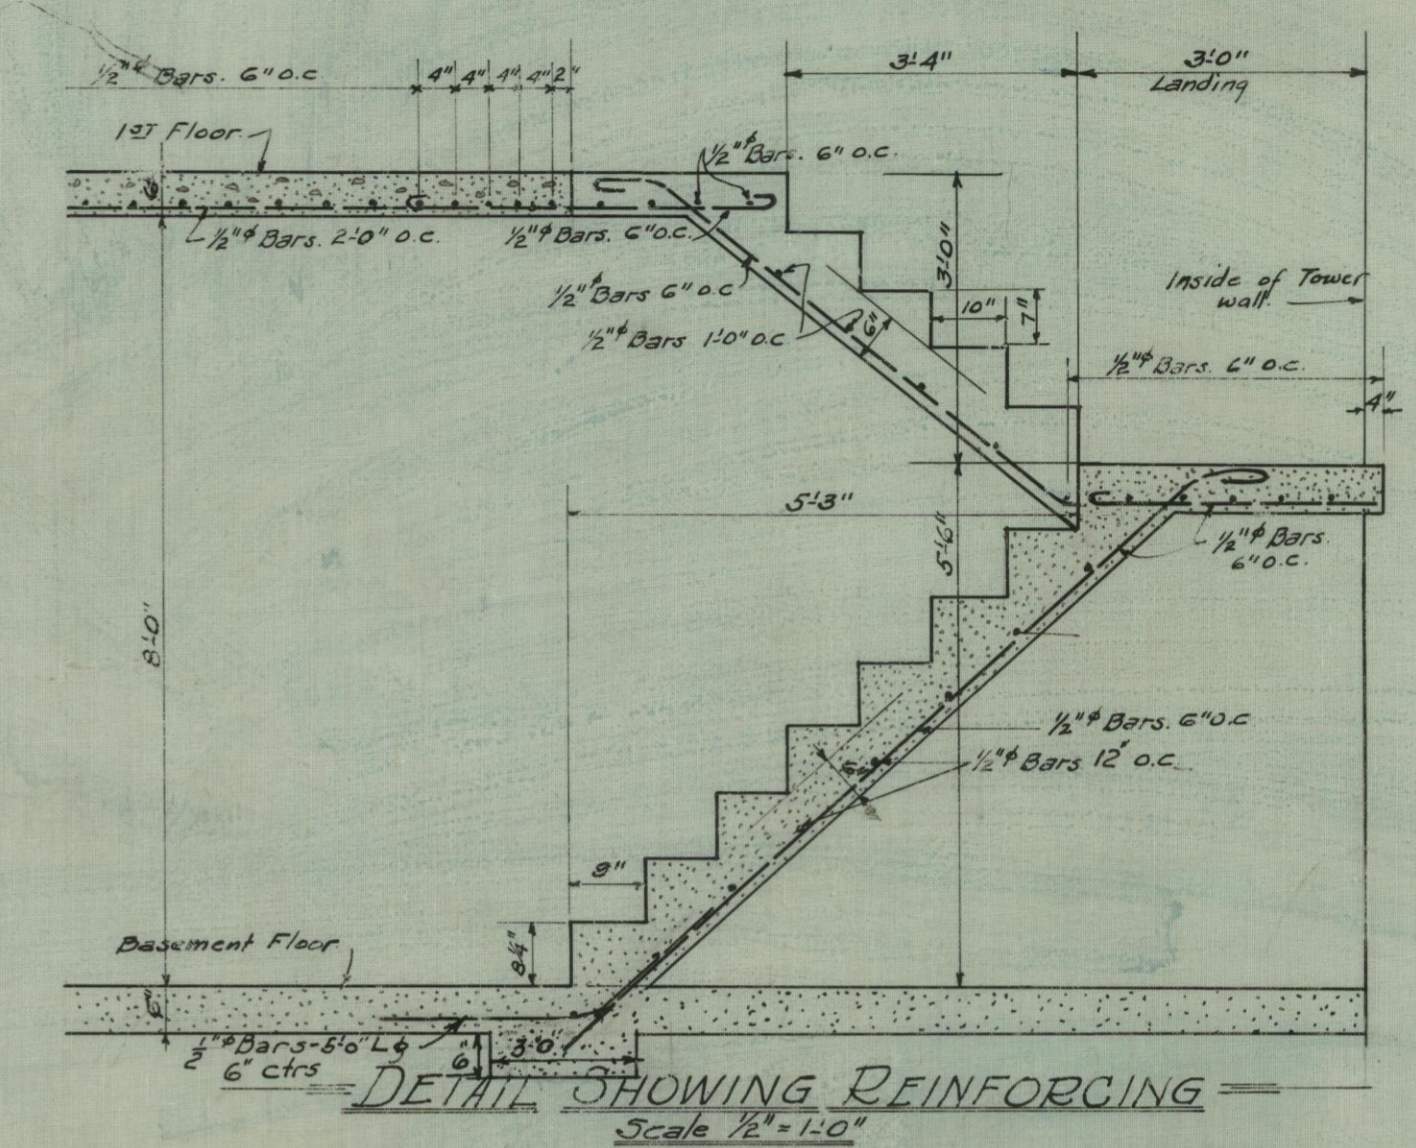 ½"ϕ Bars. 6" o.c
4" 4" 4" 4" 2"
3'-4"
3'-0"
Landing
1ST Floor
½"ϕ Bars. 6" o.c.
6"
½"ϕ Bars. 2'-0" o.c.
½"ϕ Bars. 6" o.c.
3'-0"
½"ϕ Bars 6" o.c
Inside of Tower
wall.
10"
7"
½"ϕ Bars 1'-0" o.c
6"
½"ϕ Bars. 6" o.c.
4"
5'-3"
5'-6"
½"ϕ Bars.
6" o.c.
8'-0"
½"ϕ Bars. 6" o.c
½"ϕ Bars 12" o.c.
6"
9"
8¼"
Basement Floor
6"
½"ϕ Bars-5'-0" Lg
6" ctrs
6"
3'-0"
DETAIL SHOWING REINFORCING
Scale ½" = 1'-0"